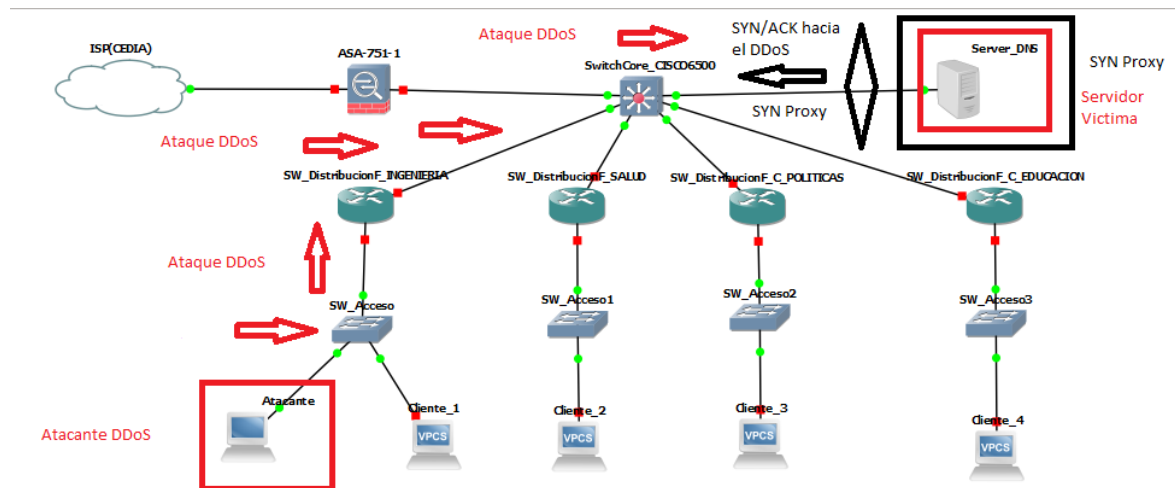 Ataque DDoS
SYN/ACK hacia
el DDoS
ISP(CEDIA)
ASA-751-1
SwitchCore_CISCO6500
Server_DNS
SYN Proxy
SYN Proxy
Servidor
Victima
Ataque DDoS
SW_DistribucionF_INGENIERIA
SW_DistribucionF_SALUD
SW_DistribucionF_C_POLITICAS
SW_DistribucionF_C_EDUCACION
Ataque DDoS
SW_Acceso
SW_Acceso1
SW_Acceso2
SW_Acceso3
Atacante DDoS
Atacante
Cliente_1
VPCS
Cliente_2
VPCS
Cliente_3
VPCS
Cliente_4
VPCS